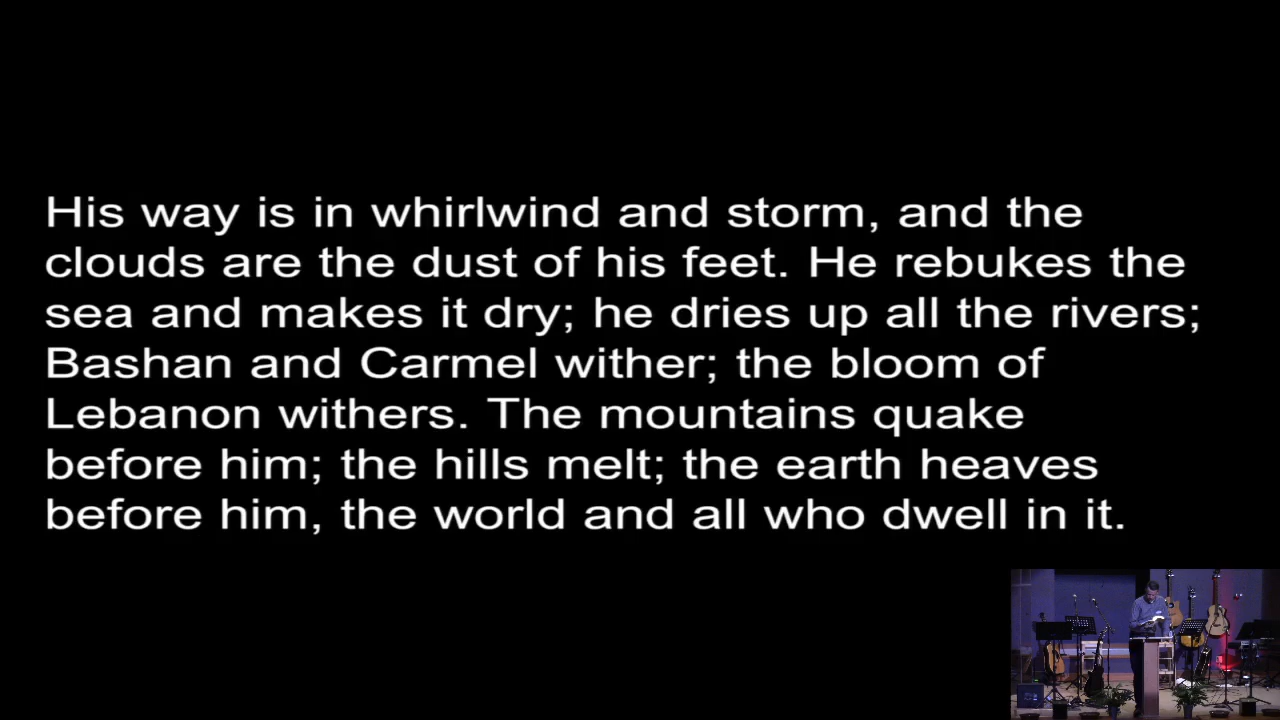 His way is in whirlwind and storm, and the
clouds are the dust of his feet. He rebukes the
sea and makes it dry; he dries up all the rivers;
Bashan and Carmel wither; the bloom of
Lebanon withers. The mountains quake
before him; the hills melt; the earth heaves
before him, the world and all who dwell in it.